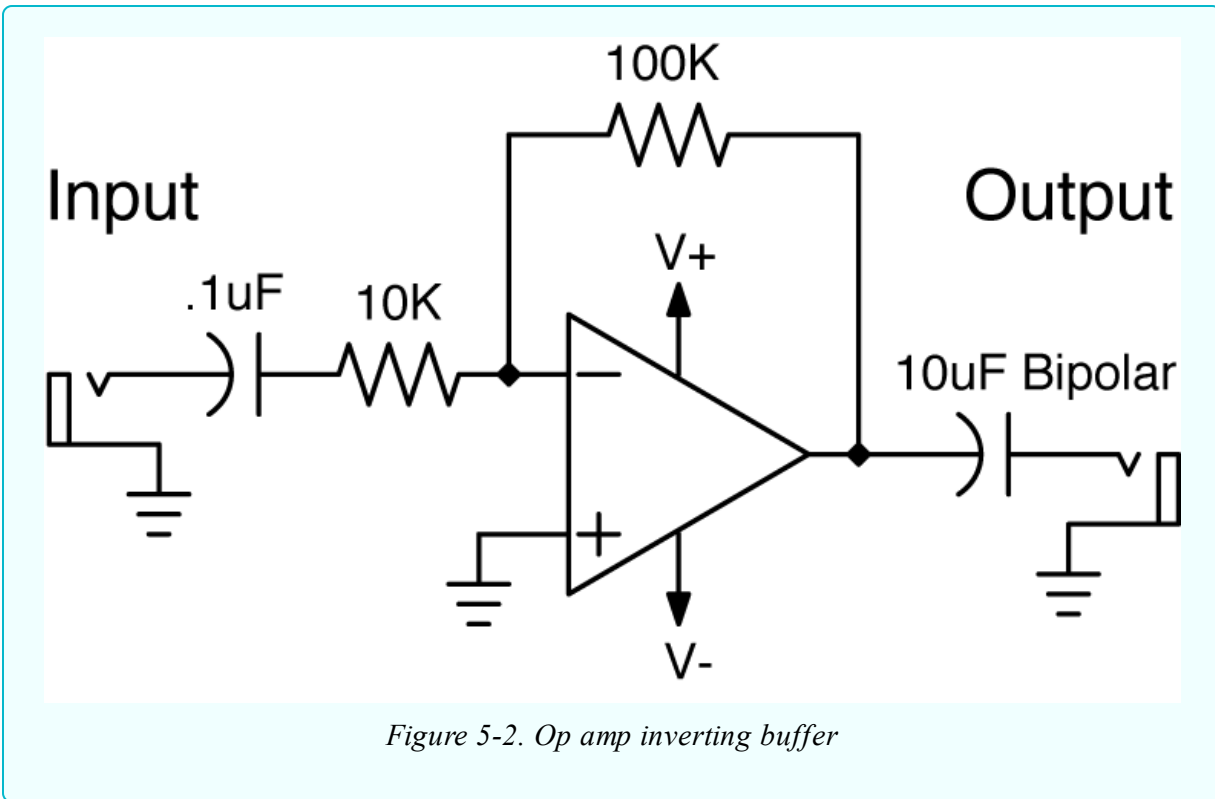 100K
Input
Output
V+
.1uF
10K
10uF Bipolar
−
+
V-
Figure 5-2. Op amp inverting buffer